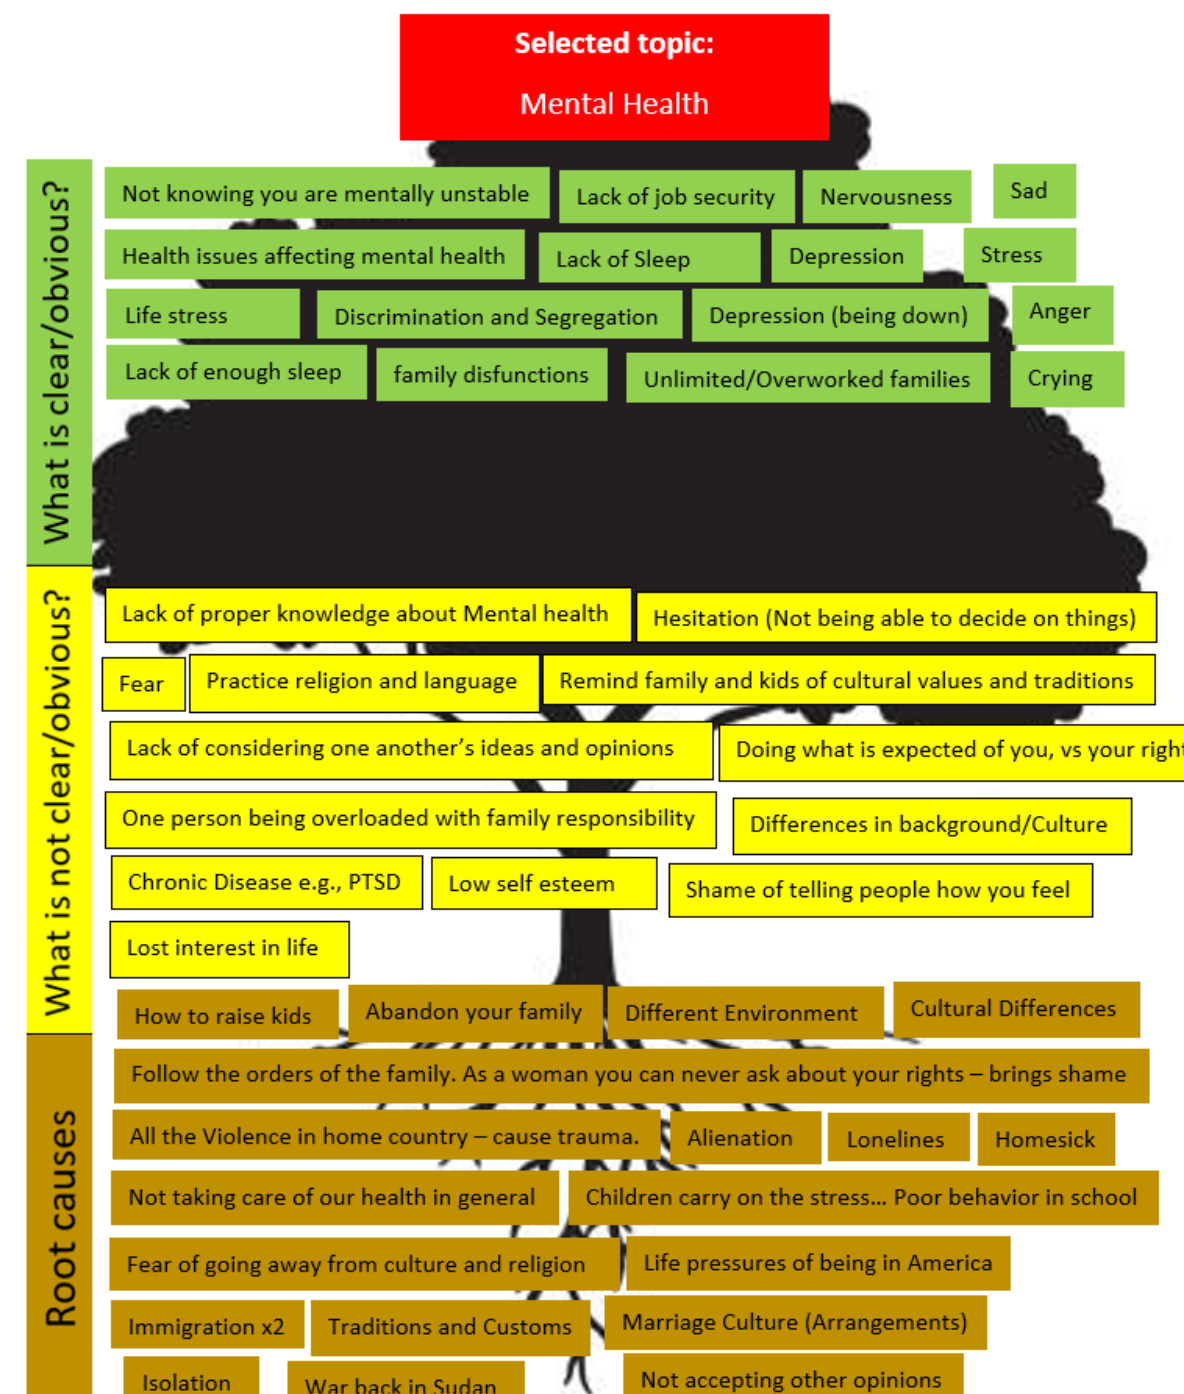 Selected topic:
Mental Health
What is clear/obvious?
Not knowing you are mentally unstable
Lack of job security
Nervousness
Sad
Health issues affecting mental health
Lack of Sleep
Depression
Stress
Life stress
Discrimination and Segregation
Depression (being down)
Anger
Lack of enough sleep
family disfunctions
Unlimited/Overworked families
Crying
What is not clear/obvious?
Lack of proper knowledge about Mental health
Hesitation (Not being able to decide on things)
Fear
Practice religion and language
Remind family and kids of cultural values and traditions
Lack of considering one another’s ideas and opinions
Doing what is expected of you, vs your right
One person being overloaded with family responsibility
Differences in background/Culture
Chronic Disease e.g., PTSD
Low self esteem
Shame of telling people how you feel
Lost interest in life
Root causes
How to raise kids
Abandon your family
Different Environment
Cultural Differences
Follow the orders of the family. As a woman you can never ask about your rights – brings shame
All the Violence in home country – cause trauma.
Alienation
Lonelines
Homesick
Not taking care of our health in general
Children carry on the stress... Poor behavior in school
Fear of going away from culture and religion
Life pressures of being in America
Immigration x2
Traditions and Customs
Marriage Culture (Arrangements)
Isolation
War back in Sudan
Not accepting other opinions